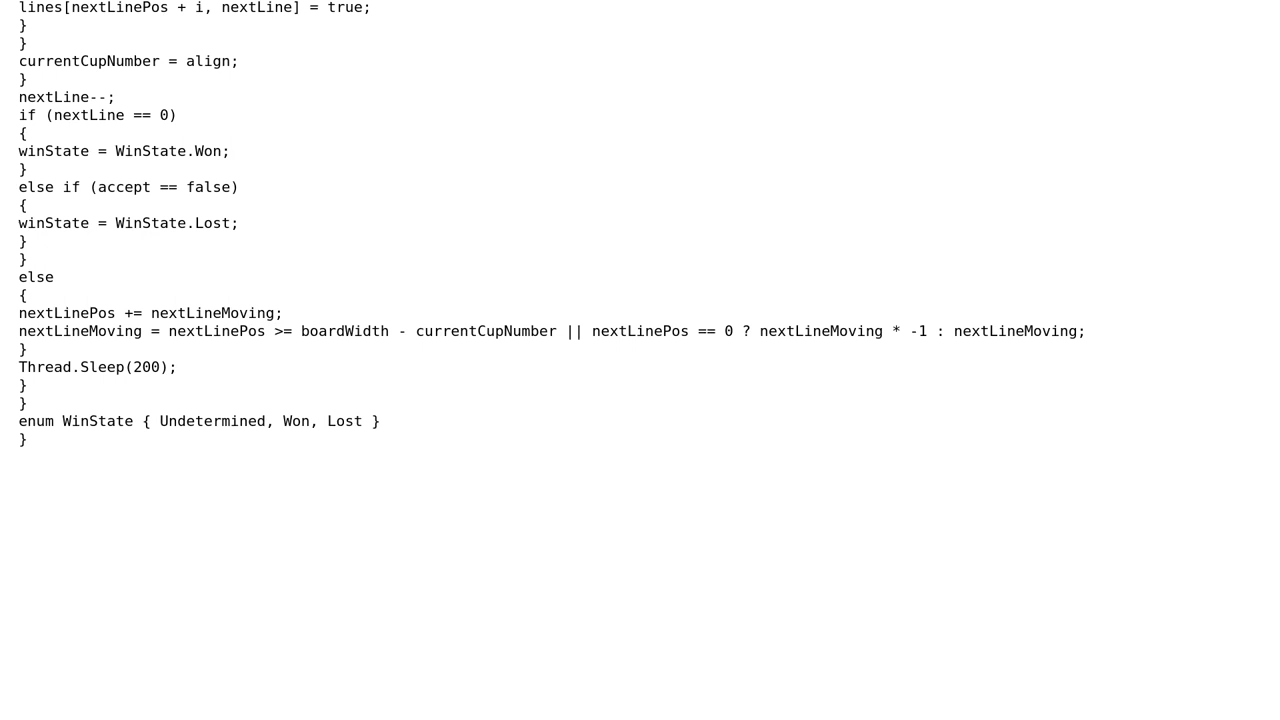 lines[nextLinePos + i, nextLine] = true;
}
}
currentCupNumber = align;
}
nextLine--;
if (nextLine == 0)
{
winState = WinState.Won;
}
else if (accept == false)
{
winState = WinState.Lost;
}
}
else
{
nextLinePos += nextLineMoving;
nextLineMoving = nextLinePos >= boardWidth - currentCupNumber || nextLinePos == 0 ? nextLineMoving * -1 : nextLineMoving;
}
Thread.Sleep(200);
}
}
enum WinState { Undetermined, Won, Lost }
}